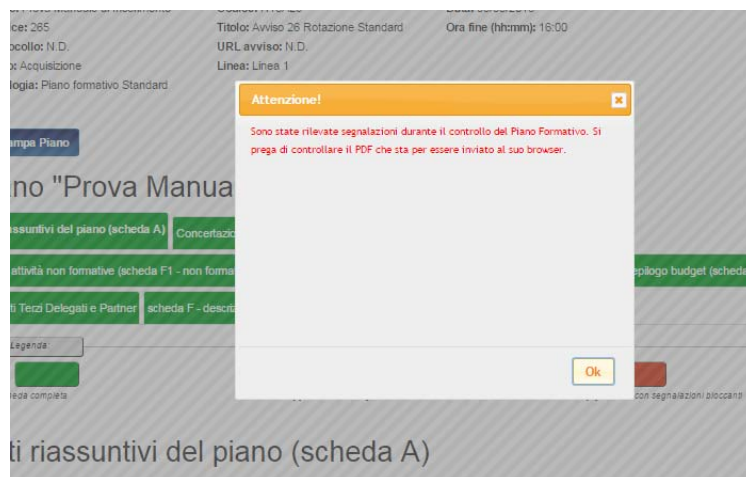 Titolo: Avviso 26 Rotazione Standard
Ora fine (hh:mm): 16:00
ce: 265
ocollo: N.D.
URL avviso: N.D.
o: Acquisizione
Linea: Linea 1
logia: Piano formativo Standard
Attenzione!
Sono state rilevate segnalazioni durante il controllo del Piano Formativo. Si
prega di controllare il PDF che sta per essere inviato al suo browser.
Ok
ampa Piano
no "Prova Manua
assuntivi del piano (scheda A)
Concertazio
attività non formative (scheda F1 - non forma
epilogo budget (scheda
ti Terzi Delegati e Partner
scheda F - descri
Legenda:
eda completa
con segnalazioni bloccanti
ti riassuntivi del piano (scheda A)